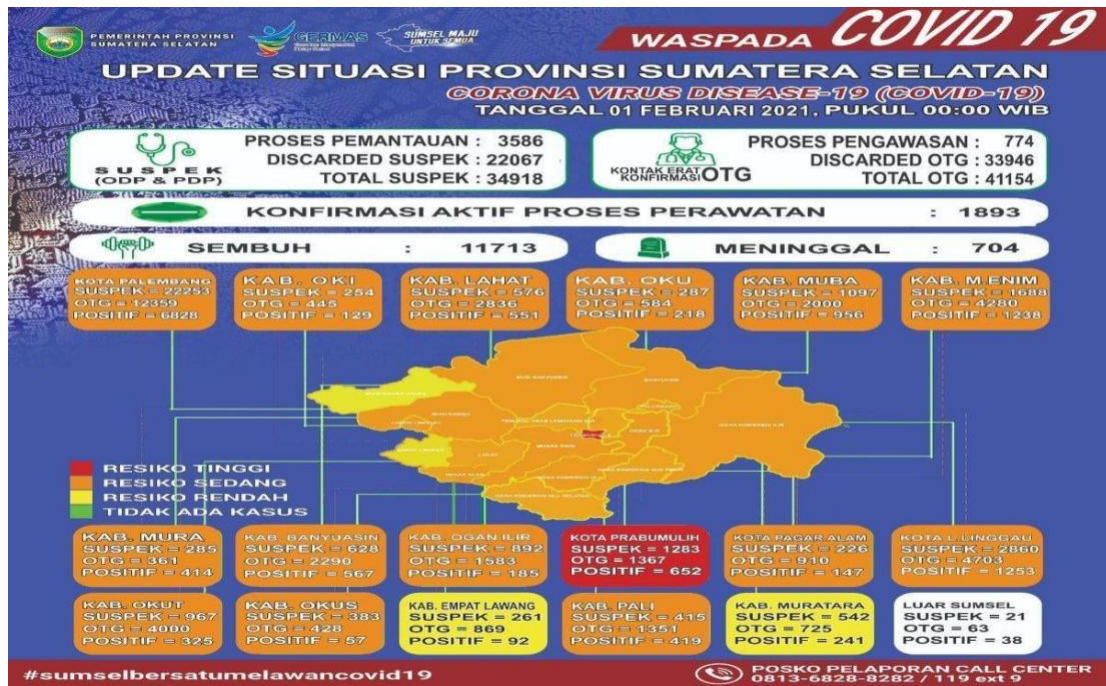 PEMERINTAH PROVINSI
SUMATERA SELATAN
GERMAS
SUMSEL MAJU
UNTUK SEMUA
WASPADA COVID 19
UPDATE SITUASI PROVINSI SUMATERA SELATAN
CORONA VIRUS DISEASE-19 (COVID-19)
TANGGAL 01 FEBRUARI 2021, PUKUL 00:00 WIB
SUSPEK
(ODP & PDP)
PROSES PEMANTAUAN : 3586
DISCARDED SUSPEK : 22067
TOTAL SUSPEK : 34918
KONTAK ERAT
KONFIRMASI OTG
PROSES PENGAWASAN : 774
DISCARDED OTG : 33946
TOTAL OTG : 41154
KONFIRMASI AKTIF PROSES PERAWATAN : 1893
SEMBUH : 11713
MENINGGAL : 704
KOTA PALEMBANG
SUSPEK = 22253
OTG = 12359
POSITIF = 6828
KAB. OKI
SUSPEK = 254
OTG = 445
POSITIF = 129
KAB. LAHAT
SUSPEK = 576
OTG = 2836
POSITIF = 551
KAB. OKU
SUSPEK = 287
OTG = 584
POSITIF = 218
KAB. MUBA
SUSPEK = 1097
OTG = 2000
POSITIF = 956
KAB. M.ENIM
SUSPEK = 1688
OTG = 4280
POSITIF = 1238
RESIKO TINGGI
RESIKO SEDANG
RESIKO RENDAH
TIDAK ADA KASUS
KAB. MURA
SUSPEK = 285
OTG = 361
POSITIF = 414
KAB. BANYUASIN
SUSPEK = 628
OTG = 2290
POSITIF = 567
KAB. OGAN ILIR
SUSPEK = 892
OTG = 1583
POSITIF = 185
KOTA PRABUMULIH
SUSPEK = 1283
OTG = 1367
POSITIF = 652
KOTA PAGAR ALAM
SUSPEK = 226
OTG = 910
POSITIF = 147
KOTA L.LINGGAU
SUSPEK = 2860
OTG = 4703
POSITIF = 1253
KAB. OKUT
SUSPEK = 967
OTG = 4000
POSITIF = 325
KAB. OKUS
SUSPEK = 383
OTG = 428
POSITIF = 57
KAB. EMPAT LAWANG
SUSPEK = 261
OTG = 869
POSITIF = 92
KAB. PALI
SUSPEK = 415
OTG = 1351
POSITIF = 419
KAB. MURATARA
SUSPEK = 542
OTG = 725
POSITIF = 241
LUAR SUMSEL
SUSPEK = 21
OTG = 63
POSITIF = 38
#sumselbersatumelawancovid19
POSKO PELAPORAN CALL CENTER
0813-6828-8282 / 119 ext 9